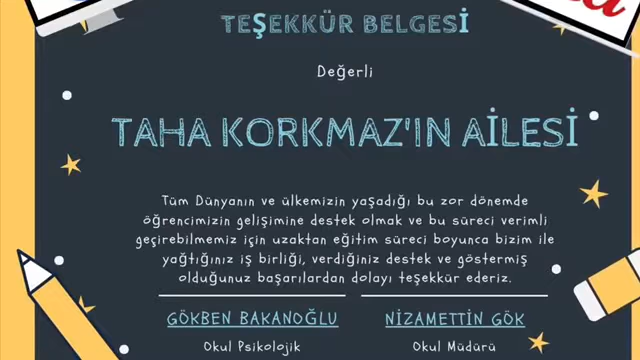 TEŞEKKÜR BELGESİ
Değerli
TAHA KORKMAZ'IN AİLESİ
Tüm Dünyanın ve ülkemizin yaşadığı bu zor dönemde
öğrencimizin gelişimine destek olmak ve bu süreci verimli
geçirebilmemiz için uzaktan eğitim süreci boyunca bizim ile
yağtığınız iş birliği, verdiğiniz destek ve göstermiş
olduğunuz başarılardan dolayı teşekkür ederiz.
GÖKBEN BAKANOĞLU NİZAMETTİN GÖK
Okul Psikolojik Okul Müdürü